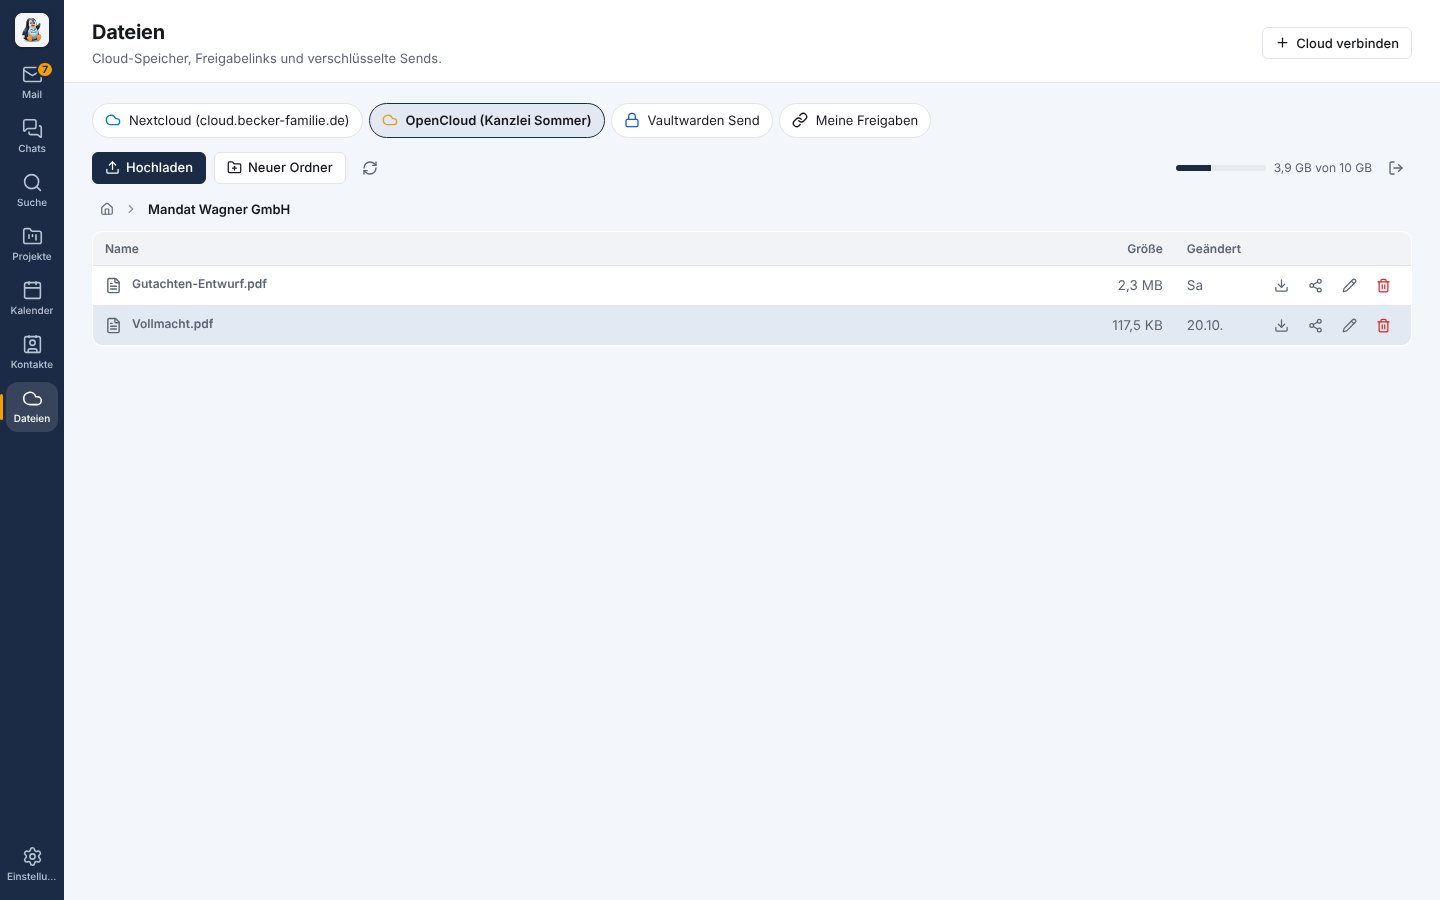 Dateien
Cloud-Speicher, Freigabelinks und verschlüsselte Sends.
Cloud verbinden
7
Mail
Chats
Suche
Projekte
Kalender
Kontakte
Dateien
Einstellu...
Nextcloud (cloud.becker-familie.de)
OpenCloud (Kanzlei Sommer)
Vaultwarden Send
Meine Freigaben
Hochladen
Neuer Ordner
3,9 GB von 10 GB
Mandat Wagner GmbH
Name Größe Geändert
Gutachten-Entwurf.pdf 2,3 MB Sa
Vollmacht.pdf 117,5 KB 20.10.